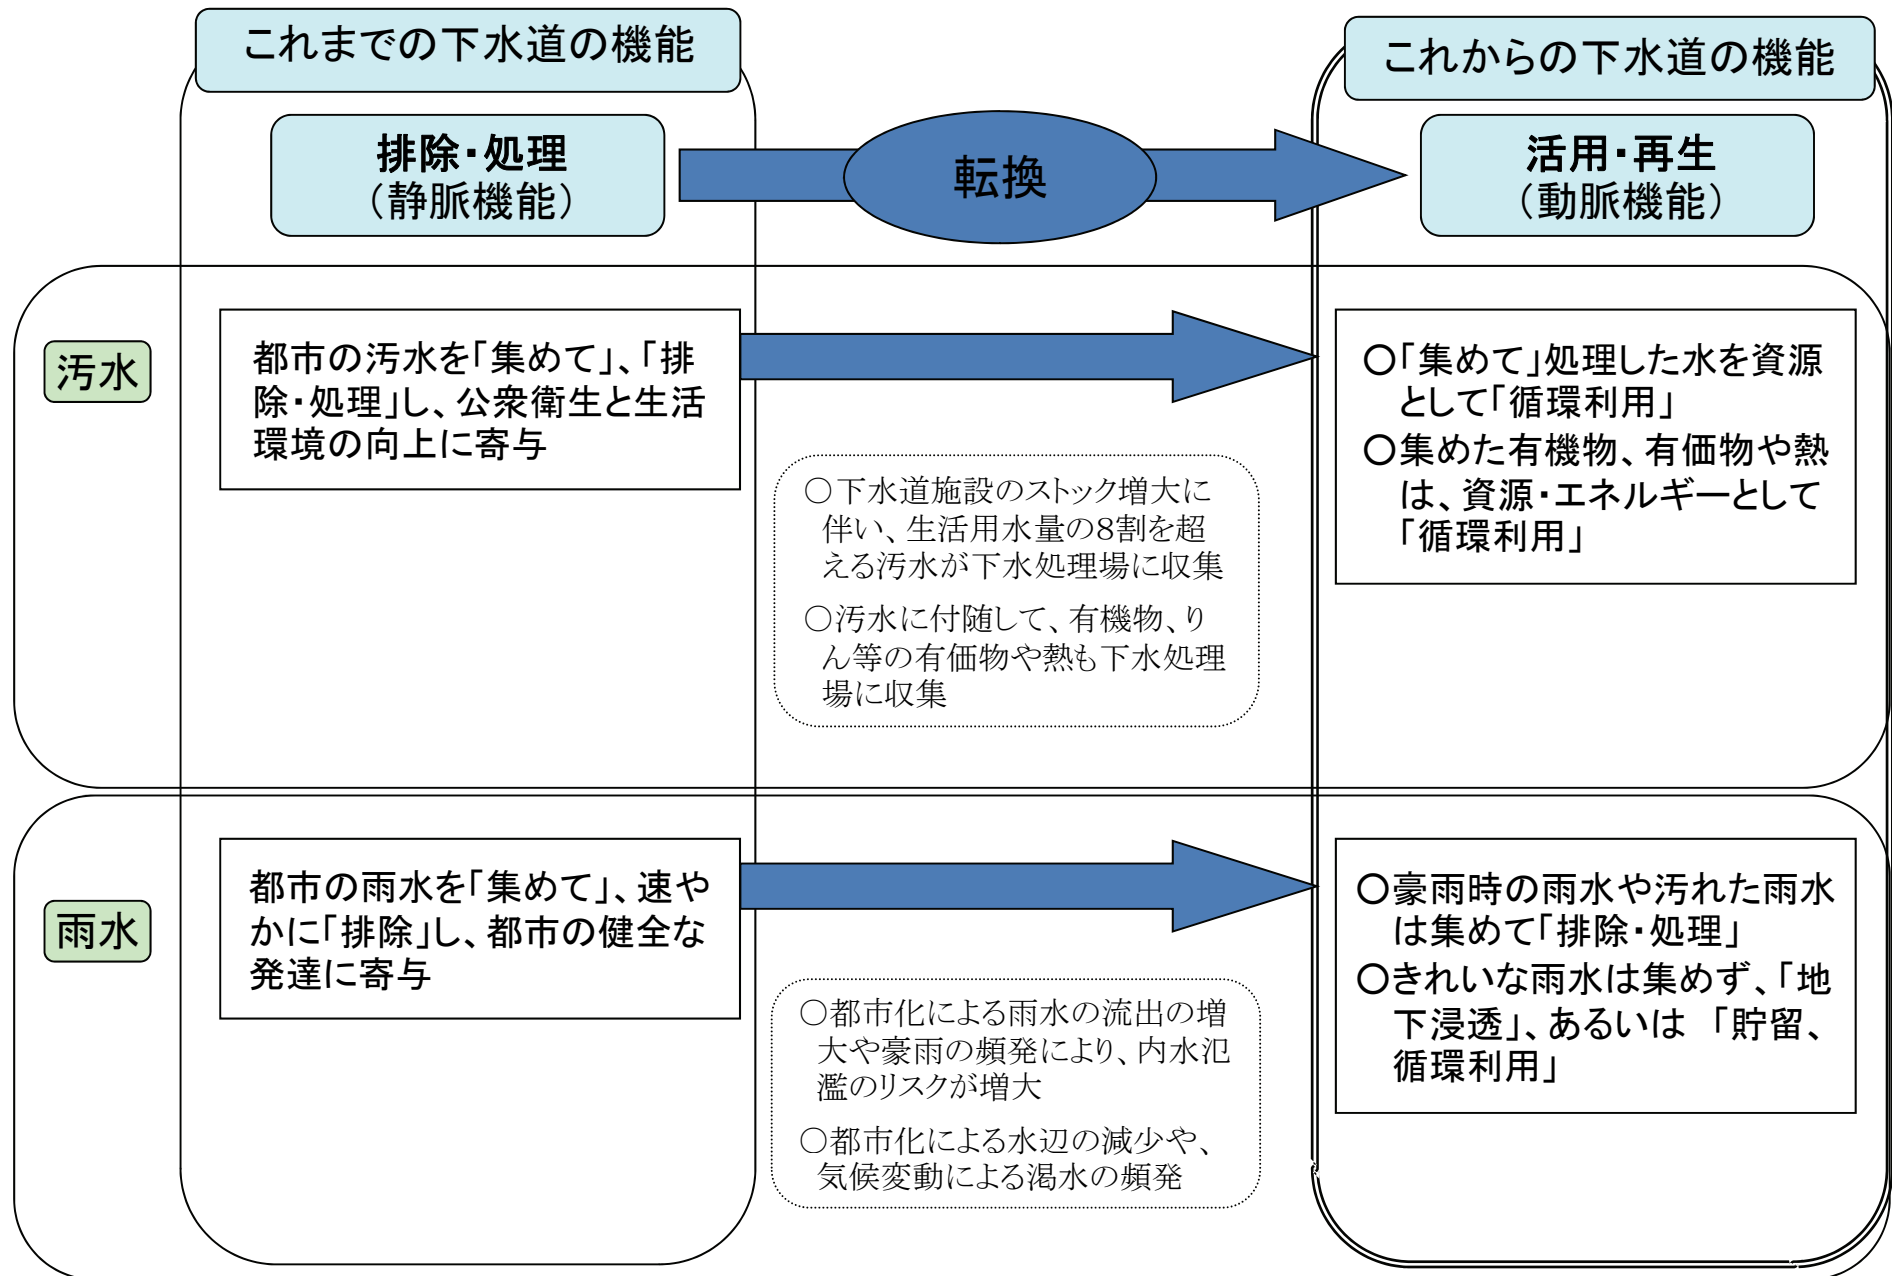 これまでの下水道の機能
これからの下水道の機能
排除・処理
（静脈機能）
転換
活用・再生
（動脈機能）
汚水
都市の汚水を「集めて」、「排
除・処理」し、公衆衛生と生活
環境の向上に寄与
○下水道施設のストック増大に
伴い、生活用水量の8割を超
える汚水が下水処理場に収集
○汚水に付随して、有機物、り
ん等の有価物や熱も下水処理
場に収集
○「集めて」処理した水を資源
として「循環利用」
○集めた有機物、有価物や熱
は、資源・エネルギーとして
「循環利用」
雨水
都市の雨水を「集めて」、速や
かに「排除」し、都市の健全な
発達に寄与
○都市化による雨水の流出の増
大や豪雨の頻発により、内水氾
濫のリスクが増大
○都市化による水辺の減少や、
気候変動による渇水の頻発
○豪雨時の雨水や汚れた雨水
は集めて「排除・処理」
○きれいな雨水は集めず、「地
下浸透」、あるいは 「貯留、
循環利用」